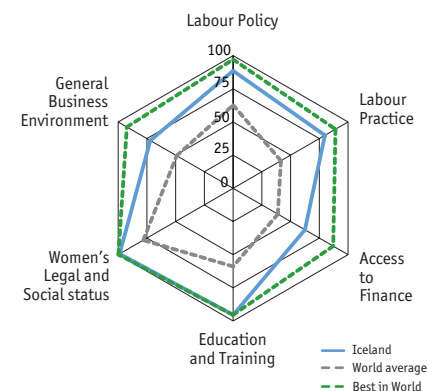 Labour Policy
100
75
50
25
0
General
Business
Environment
Labour
Practice
Women's
Legal and
Social status
Access
to
Finance
Education
and Training
Iceland
World average
Best in World